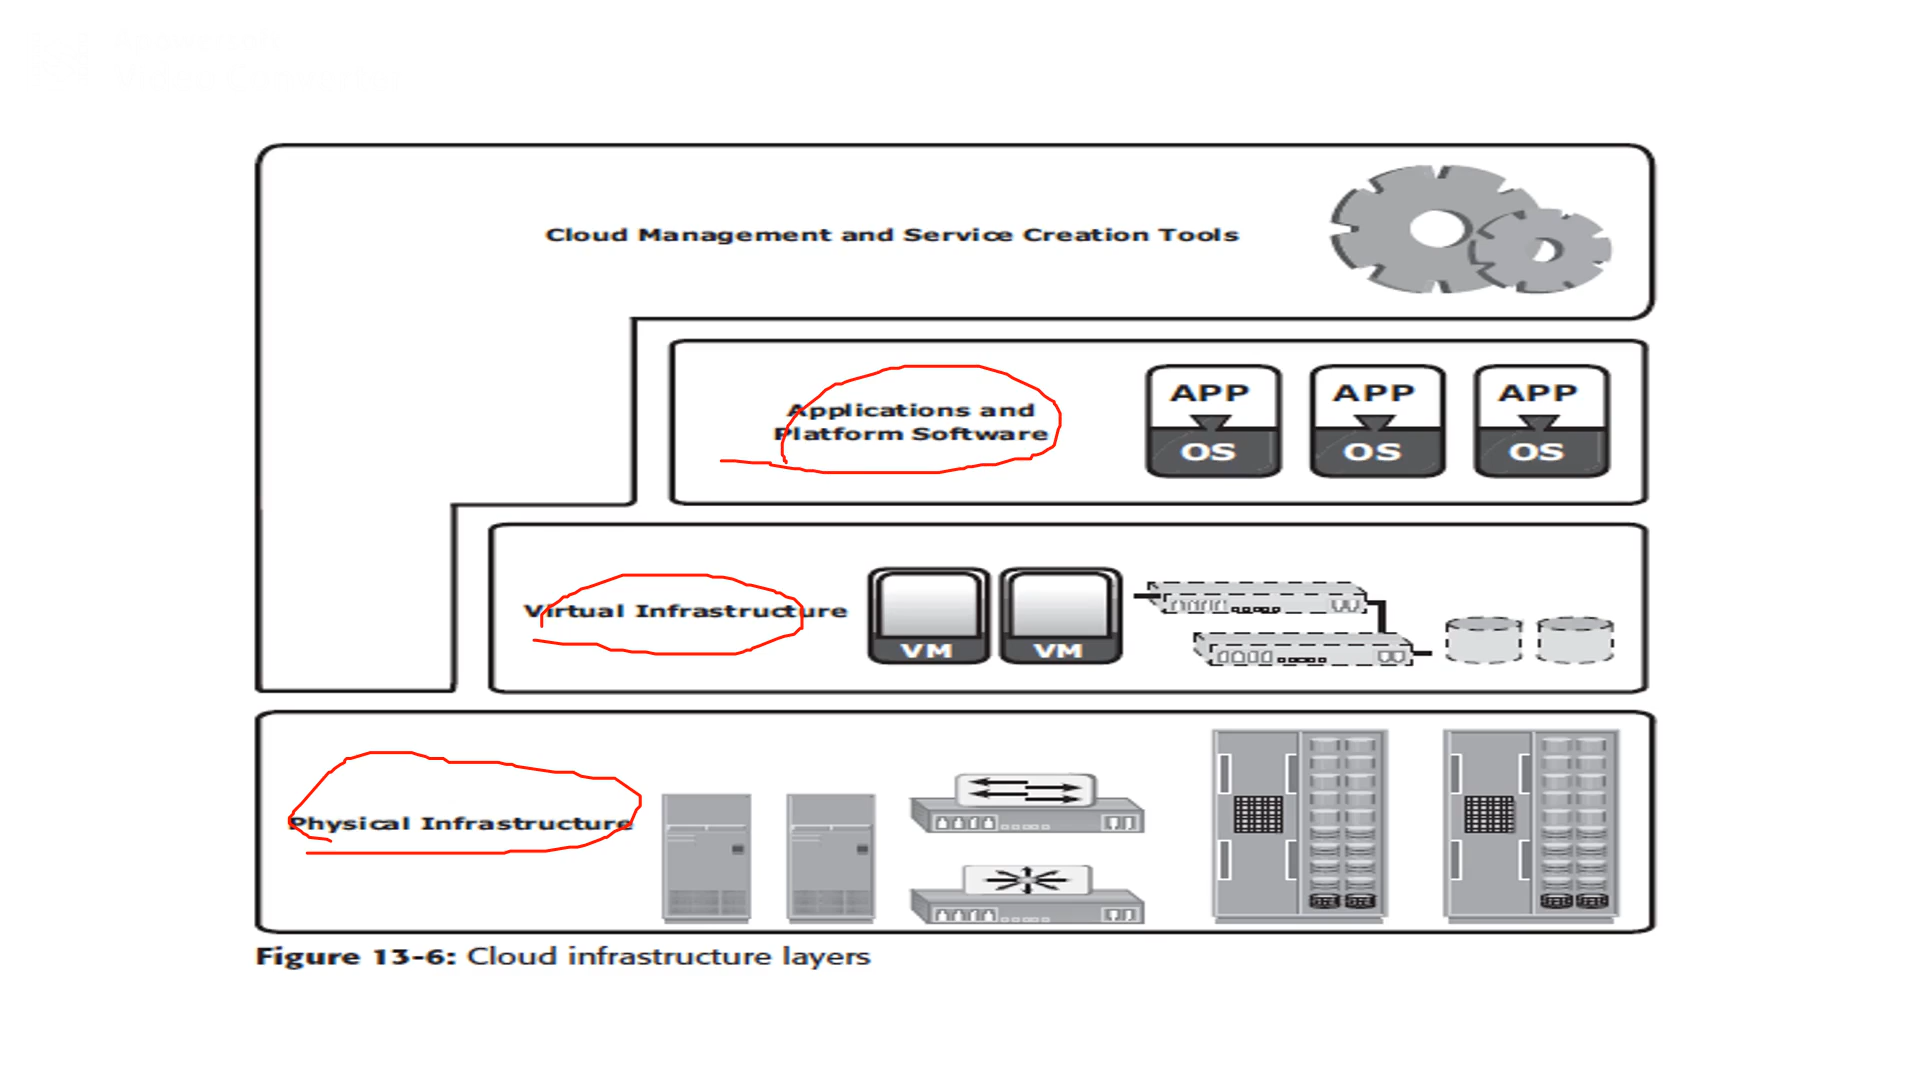 Cloud Management and Service Creation Tools
Applications and
Platform Software
APP APP APP
OS OS OS
Virtual Infrastructure
VM VM
Physical Infrastructure
Figure 13-6: Cloud infrastructure layers